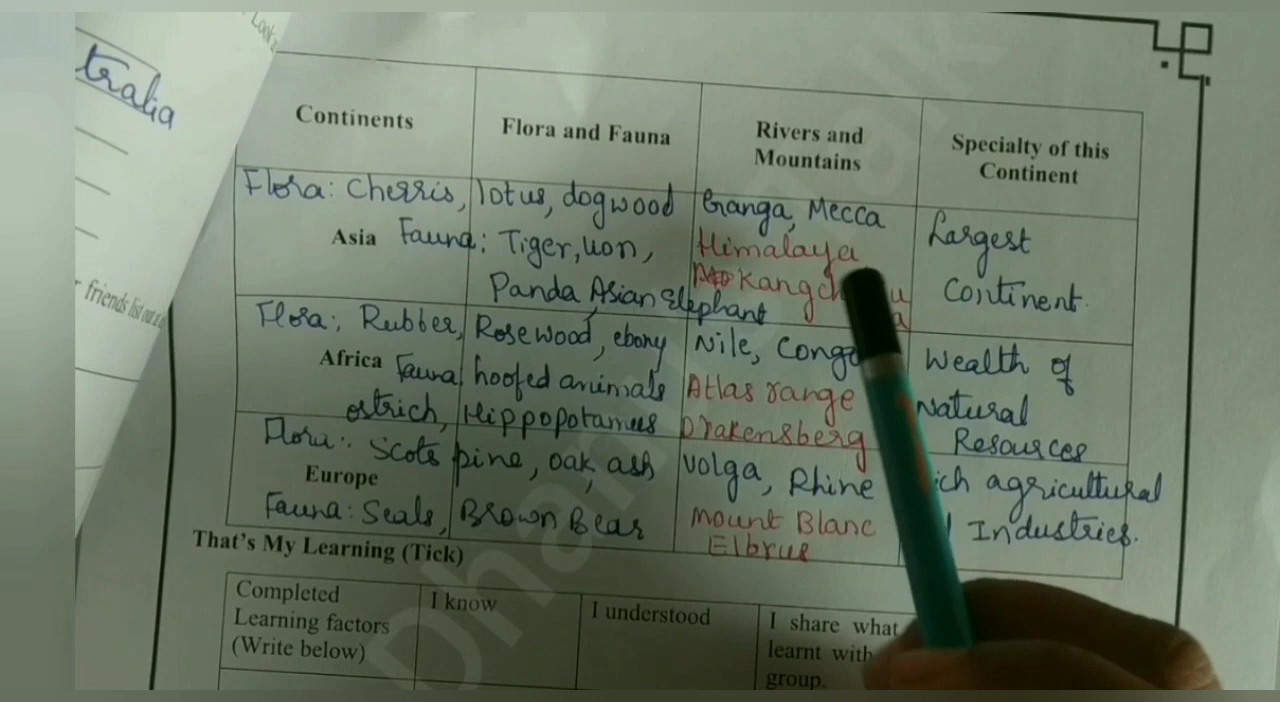 Look
tralia
friends list out
Continents
Flora and Fauna
Rivers and Mountains
Specialty of this Continent
Flora: Cherris, lotus, dogwood
Asia
Fauna: Tiger, Lion,
Panda, Asian Elephant
Ganga, Mecca
Himalaya
Largest
Continent.
Flora: Rubber, Rosewood, ebony
Africa
Fauna, hoofed animals
ostrich, Hippopotamus
Nile, Congo
Atlas range
Drakensberg
Wealth of
Natural
Resources
Flora: Scots pine, oak, ash
Europe
Fauna: Seals, Brown Bear
Volga, Rhine
Mount Blanc
Elbrus
agricultural
Industries.
That's My Learning (Tick)
Completed
Learning factors
(Write below)
I know
I understood
I share what
learnt with
group.